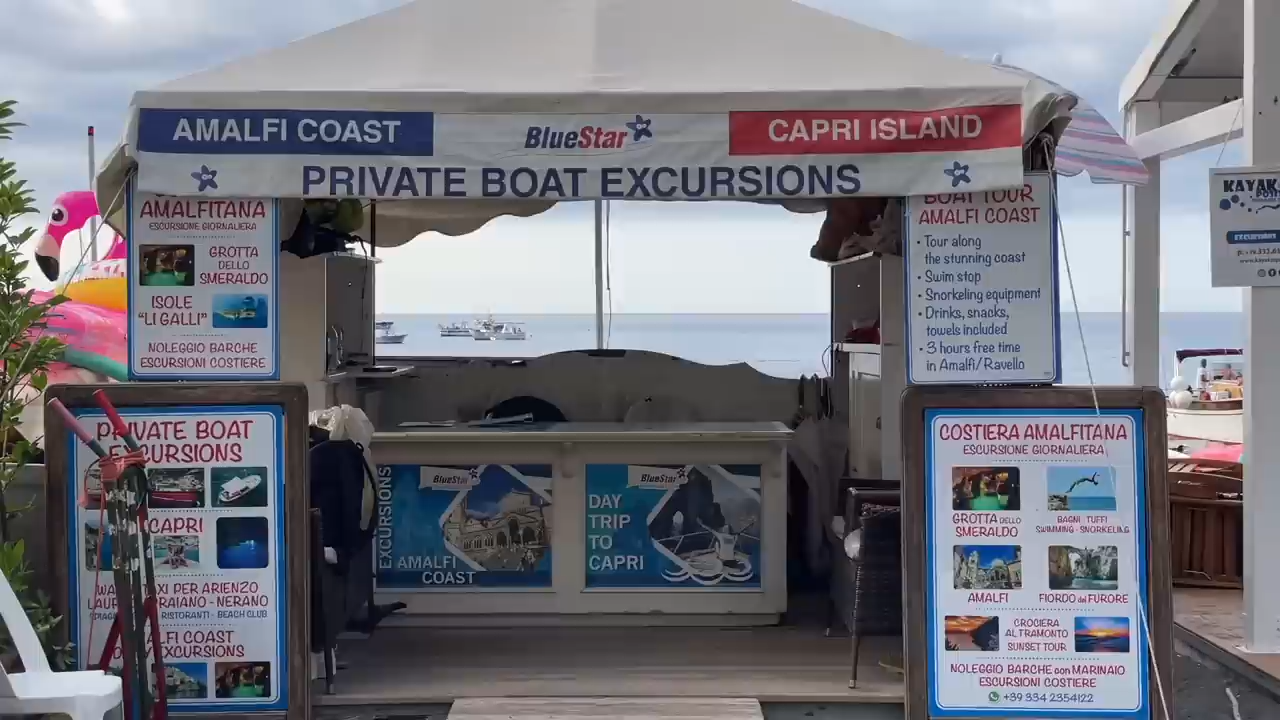 AMALFI COAST
BlueStar
CAPRI ISLAND
PRIVATE BOAT EXCURSIONS
AMALFITANA
ESCURSIONE GIORNALIERA
GROTTA
DELLO
SMERALDO
ISOLE
"LI GALLI"
NOLEGGIO BARCHE
ESCURSIONI COSTIERE
BOAT TOUR
AMALFI COAST
• Tour along
the stunning coast
• Swim stop
• Snorkeling equipment
• Drinks, snacks,
towels included
• 3 hours free time
in Amalfi/Ravello
KAYAK
PRIVATE BOAT
EXCURSIONS
CAPRI
PER ARIENZO
NERANO
RISTORANTI - BEACH CLUB
COAST
EXCURSIONS
BlueStar
EXCURSIONS
AMALFI
COAST
BlueStar
DAY
TRIP
TO
CAPRI
COSTIERA AMALFITANA
ESCURSIONE GIORNALIERA
GROTTA DELLO
SMERALDO
BAGNI - TUFFI
SWIMMING - SNORKELING
AMALFI
FIORDO del FURORE
CROCIERA
AL TRAMONTO
SUNSET TOUR
NOLEGGIO BARCHE con MARINAIO
ESCURSIONI COSTIERE
+39 334 2354122